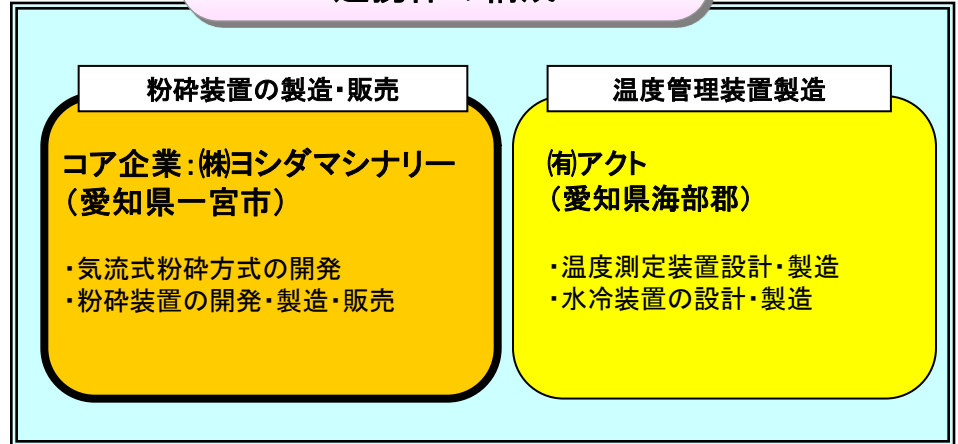 粉砕装置の製造・販売
コア企業:㈱ヨシダマシナリー
(愛知県一宮市)
・気流式粉砕方式の開発
・粉砕装置の開発・製造・販売
温度管理装置製造
㈲アクト
(愛知県海部郡)
・温度測定装置設計・製造
・水冷装置の設計・製造